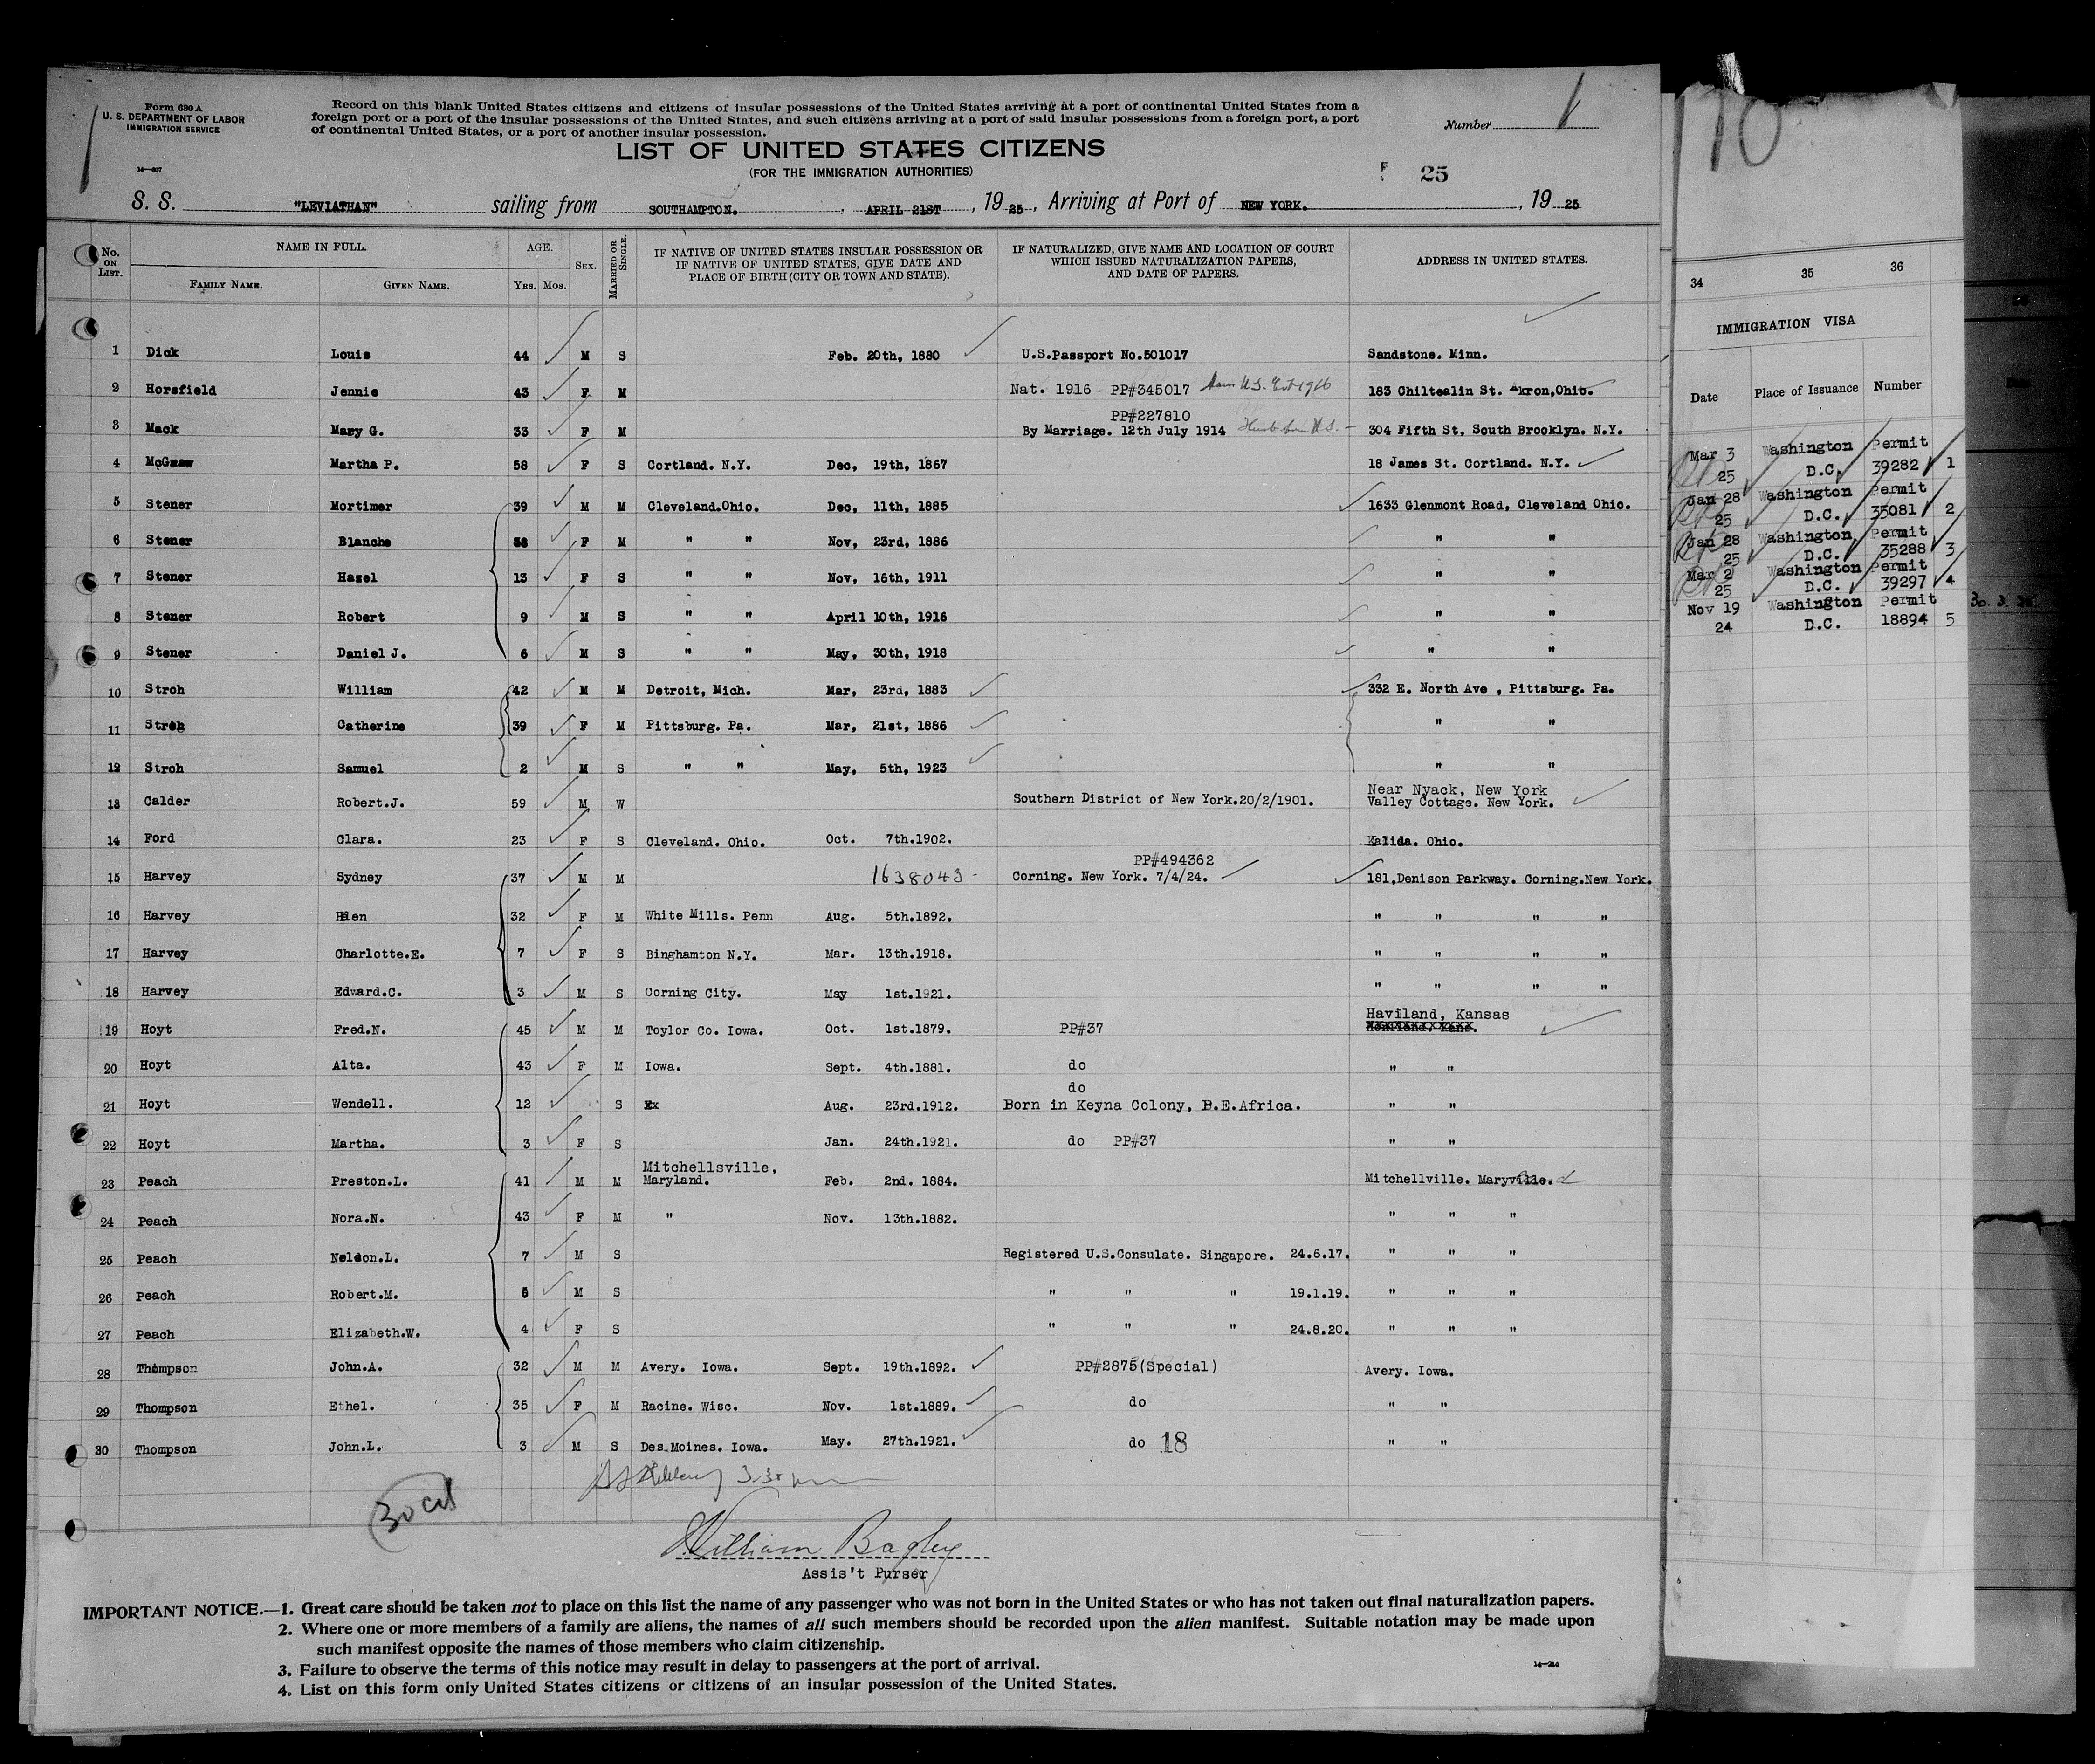 Form 630 A
U. S. DEPARTMENT OF LABOR
IMMIGRATION SERVICE
Record on this blank United States citizens and citizens of insular possessions of the United States arriving at a port of continental United States from a
foreign port or a port of the insular possessions of the United States, and such citizens arriving at a port of said insular possessions from a foreign port, a port
of continental United States, or a port of another insular possession.
Number 1
LIST OF UNITED STATES CITIZENS
(FOR THE IMMIGRATION AUTHORITIES)
25
S. S. "LEVIATHAN" sailing from SOUTHAMPTON. , APRIL 21ST , 19 25 , Arriving at Port of NEW YORK. , 19 25
No. ON LIST. NAME IN FULL. FAMILY NAME. GIVEN NAME. AGE. YRS. MOS. SEX. MARRIED OR SINGLE. IF NATIVE OF UNITED STATES INSULAR POSSESSION OR IF NATIVE OF UNITED STATES, GIVE DATE AND PLACE OF BIRTH (CITY OR TOWN AND STATE). IF NATURALIZED, GIVE NAME AND LOCATION OF COURT WHICH ISSUED NATURALIZATION PAPERS, AND DATE OF PAPERS. ADDRESS IN UNITED STATES.
1 Dick Louis 44 M S Feb. 20th, 1880 U.S.Passport No.501017 Sandstone. Minn.
2 Horsfield Jennie 43 F M Nat. 1916 PP#345017 183 Chiltealin St. Akron,Ohio.
PP#227810
3 Mack Mary G. 33 F M By Marriage. 12th July 1914 304 Fifth St, South Brooklyn. N.Y.
4 McGraw Martha P. 58 F S Cortland. N.Y. Dec, 19th, 1867 18 James St. Cortland. N.Y.
5 Stener Mortimer 39 M M Cleveland.Ohio. Dec, 11th, 1885 1633 Glenmont Road, Cleveland Ohio.
6 Stener Blanche 38 F M " " Nov, 23rd, 1886 " "
7 Stener Hazel 13 F S " " Nov, 16th, 1911 " "
8 Stener Robert 9 M S " " April 10th, 1916 " "
9 Stener Daniel J. 6 M S " " May, 30th, 1918 " "
10 Stroh William 42 M M Detroit, Mich. Mar, 23rd, 1883 332 E. North Ave , Pittsburg. Pa.
11 Stroh Catherine 39 F M Pittsburg. Pa. Mar, 21st, 1886 " "
12 Stroh Samuel 2 M S " " May, 5th, 1923 " "
Near Nyack, New York
13 Calder Robert.J. 59 M W Southern District of New York.20/2/1901. Valley Cottage. New York.
14 Ford Clara. 23 F S Cleveland. Ohio. Oct. 7th.1902. Kalida. Ohio.
PP#494362
15 Harvey Sydney 37 M M 1638043- Corning. New York. 7/4/24. 181,Denison Parkway. Corning.New York.
16 Harvey Helen 32 F M White Mills. Penn Aug. 5th.1892. " " " "
17 Harvey Charlotte.E. 7 F S Binghamton N.Y. Mar. 13th.1918. " " " "
18 Harvey Edward.C. 3 M S Corning City. May 1st.1921. " " " "
Haviland, Kansas
19 Hoyt Fred.N. 45 M M Toylor Co. Iowa. Oct. 1st.1879. PP#37
20 Hoyt Alta. 43 F M Iowa. Sept. 4th.1881. do " "
do
21 Hoyt Wendell. 12 S Ex Aug. 23rd.1912. Born in Keyna Colony, B.E.Africa. " "
22 Hoyt Martha. 3 F S Jan. 24th.1921. do PP#37 " "
Mitchellsville,
23 Peach Preston.L. 41 M M Maryland. Feb. 2nd. 1884. Mitchellville. Maryville.
24 Peach Nora.N. 43 F M " Nov. 13th.1882. " " "
25 Peach Neldon.L. 7 M S Registered U.S.Consulate. Singapore. 24.6.17. " " "
26 Peach Robert.M. 5 M S " " " 19.1.19. " " "
27 Peach Elizabeth.W. 4 F S " " " 24.8.20. " " "
28 Thompson John.A. 32 M M Avery. Iowa. Sept. 19th.1892. PP#2875(Special) Avery. Iowa.
29 Thompson Ethel. 35 F M Racine. Wisc. Nov. 1st.1889. do " "
30 Thompson John.L. 3 M S Des.Moines. Iowa. May. 27th.1921. do 18 " "
William Bagley
Assis't Purser
IMPORTANT NOTICE.—1. Great care should be taken not to place on this list the name of any passenger who was not born in the United States or who has not taken out final naturalization papers.
2. Where one or more members of a family are aliens, the names of all such members should be recorded upon the alien manifest. Suitable notation may be made upon
such manifest opposite the names of those members who claim citizenship.
3. Failure to observe the terms of this notice may result in delay to passengers at the port of arrival.
4. List on this form only United States citizens or citizens of an insular possession of the United States.
10
34 35 36
IMMIGRATION VISA
Date Place of Issuance Number
Mar 3 Washington Permit
25 D.C. 39282 1
Jan 28 Washington Permit
25 D.C. 35081 2
Jan 28 Washington Permit
25 D.C. 35288 3
Mar 2 Washington Permit
25 D.C. 39297 4
Nov 19 Washington Permit
24 D.C. 18894 5